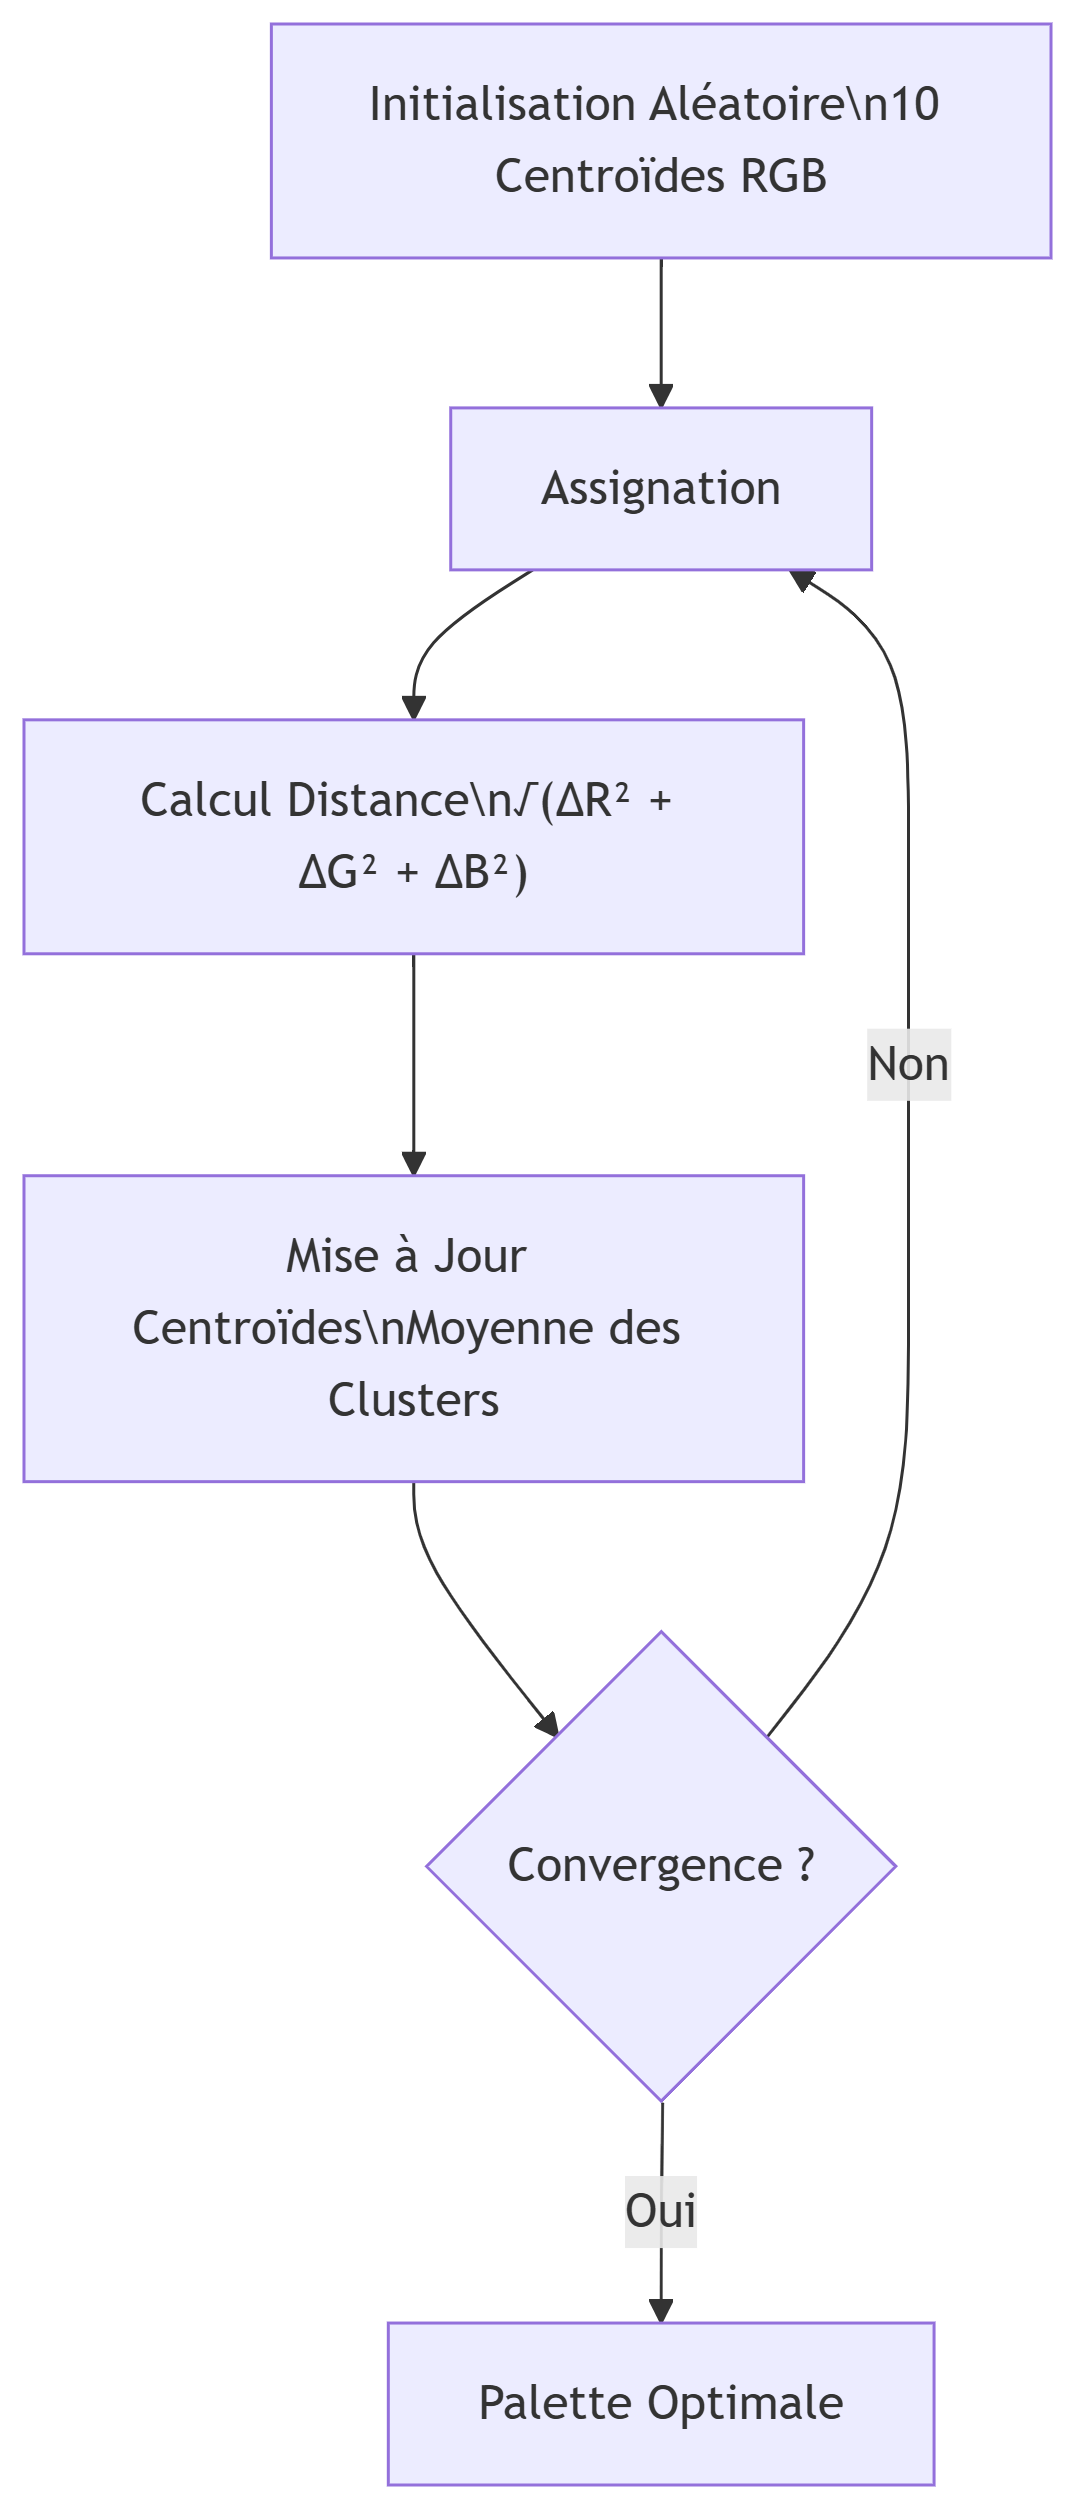 Initialisation Aléatoire\n10
Centroïdes RGB
Assignation
Calcul Distance\n√(ΔR² +
ΔG² + ΔB²)
Non
Mise à Jour
Centroïdes\nMoyenne des
Clusters
Convergence ?
Oui
Palette Optimale